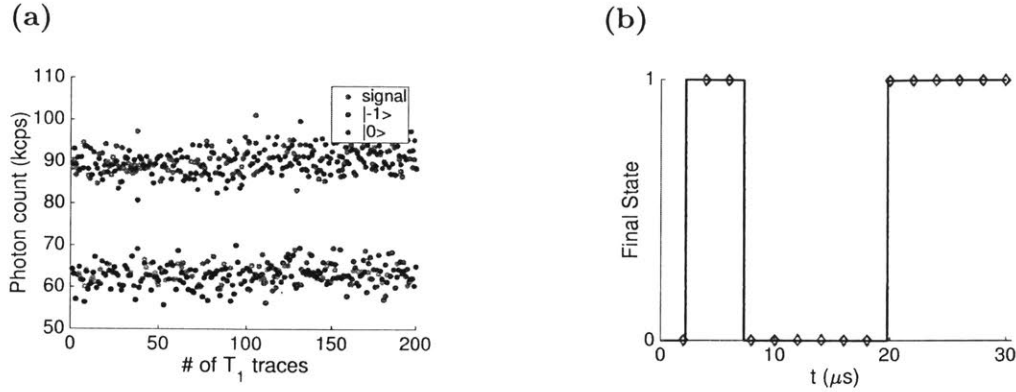 (a)
110
100
90
80
70
60
50
Photon count (kcps)
signal
|-1>
|0>
0
50
100
150
200
# of T1 traces
(b)
1
0
Final State
0
10
20
30
t (μs)